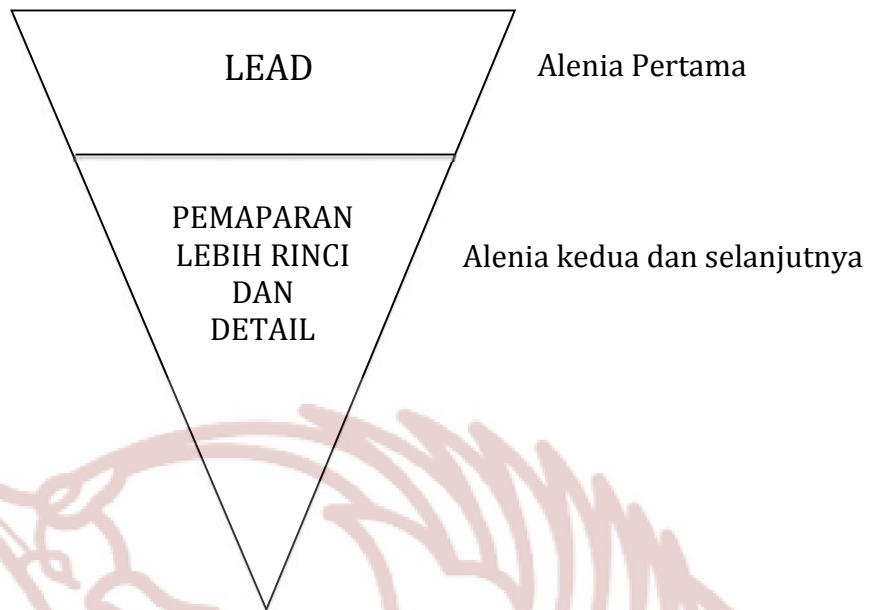 LEAD
Alenia Pertama
PEMAPARAN
LEBIH RINCI
DAN
DETAIL
Alenia kedua dan selanjutnya